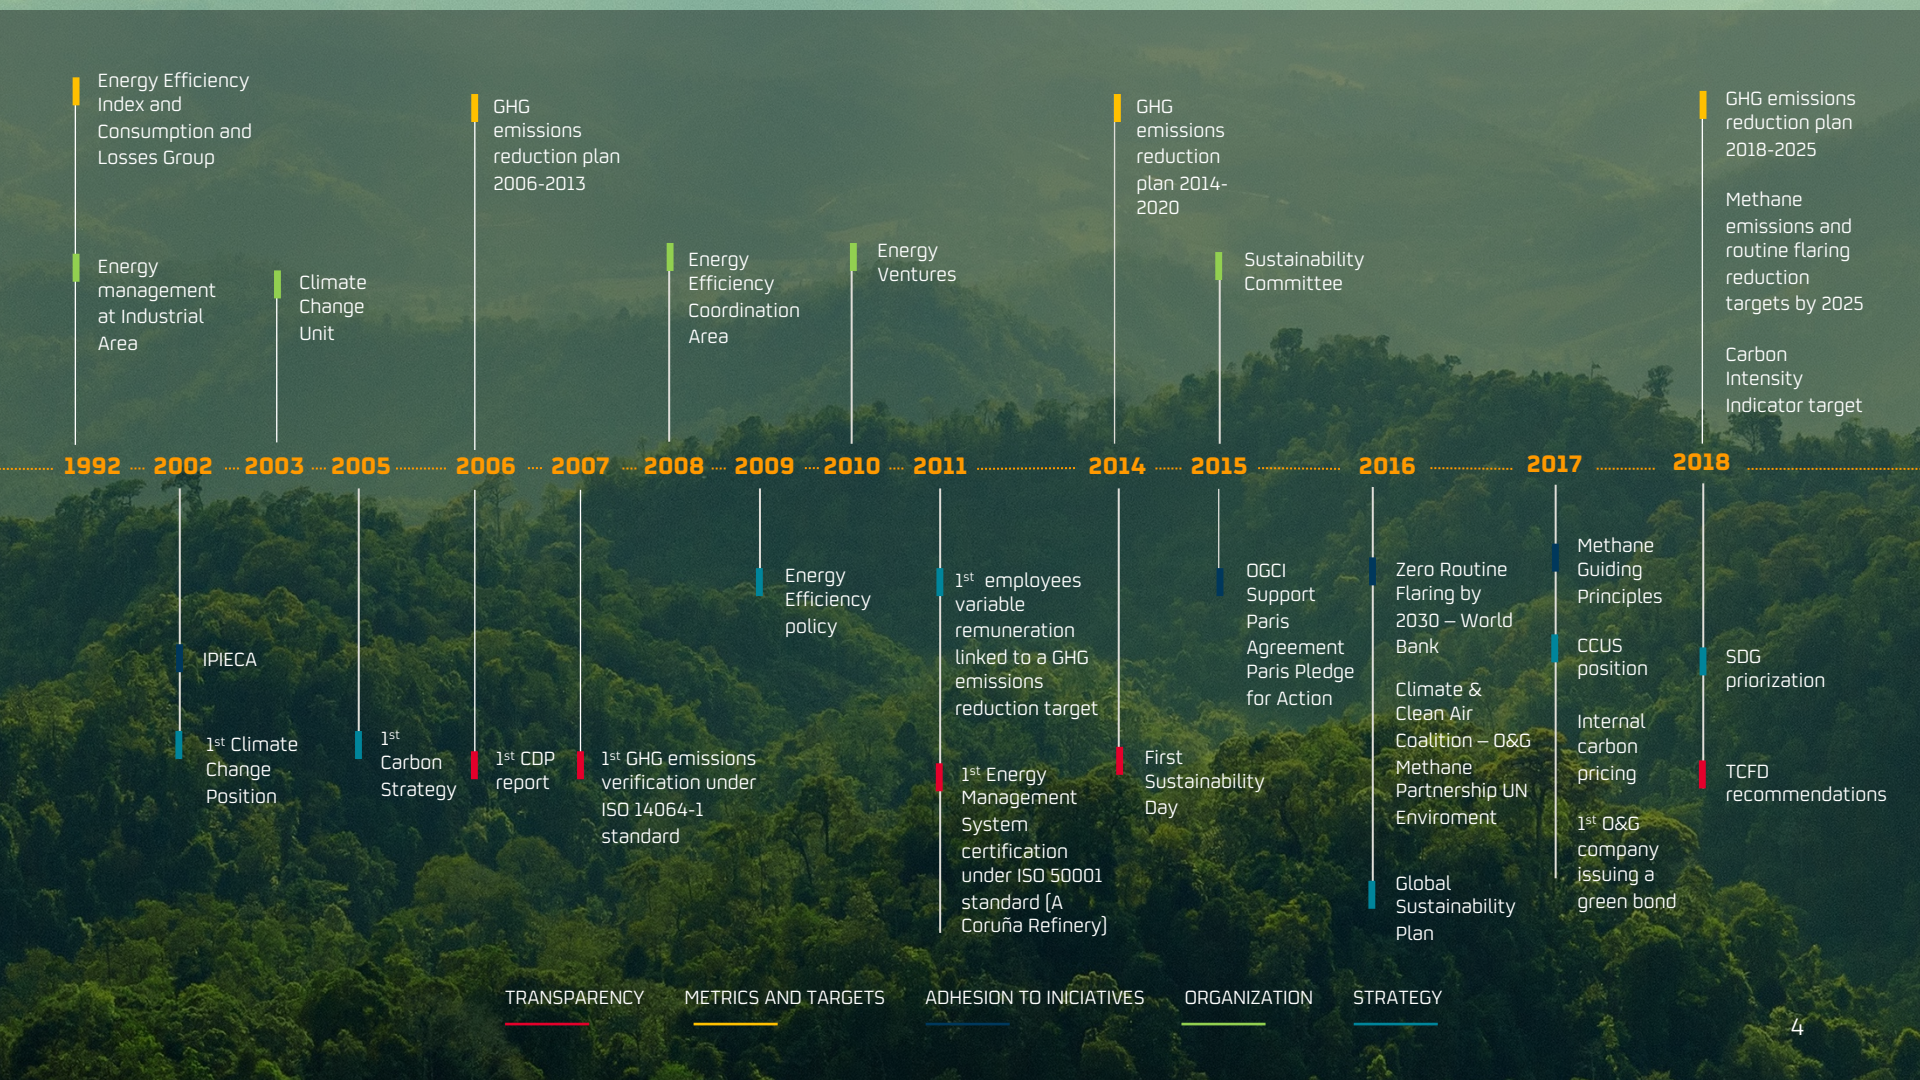 Energy Efficiency
Index and
Consumption and
Losses Group
Energy
management
at Industrial
Area
Climate
Change
Unit
GHG
emissions
reduction plan
2006-2013
Energy
Efficiency
Coordination
Area
Energy
Ventures
GHG
emissions
reduction
plan 2014-
2020
Sustainability
Committee
GHG emissions
reduction plan
2018-2025
Methane
emissions and
routine flaring
reduction
targets by 2025
Carbon
Intensity
Indicator target
1992 2002 2003 2005 2006 2007 2008 2009 2010 2011 2014 2015 2016 2017 2018
IPIECA
1st Climate
Change
Position
1st
Carbon
Strategy
1st CDP
report
1st GHG emissions
verification under
ISO 14064-1
standard
Energy
Efficiency
policy
1st employees
variable
remuneration
linked to a GHG
emissions
reduction target
1st Energy
Management
System
certification
under ISO 50001
standard (A
Coruña Refinery)
First
Sustainability
Day
OGCI
Support
Paris
Agreement
Paris Pledge
for Action
Zero Routine
Flaring by
2030 – World
Bank
Climate &
Clean Air
Coalition – O&G
Methane
Partnership UN
Enviroment
Global
Sustainability
Plan
Methane
Guiding
Principles
CCUS
position
Internal
carbon
pricing
1st O&G
company
issuing a
green bond
SDG
priorization
TCFD
recommendations
TRANSPARENCY METRICS AND TARGETS ADHESION TO INICIATIVES ORGANIZATION STRATEGY
4